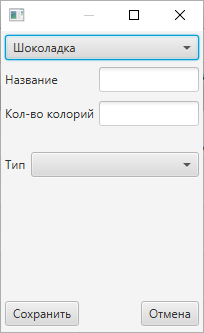 Шоколадка
Название
Кол-во колорий
Тип
Сохранить
Отмена